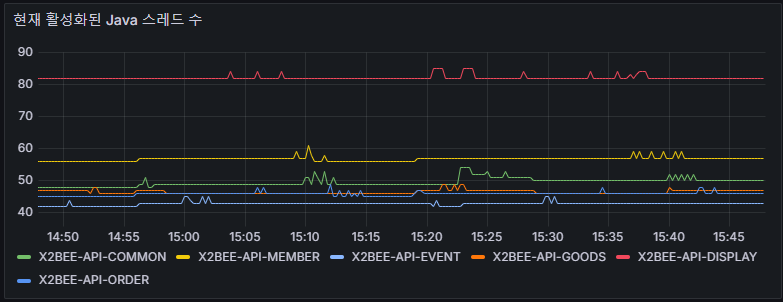 현재 활성화된 Java 스레드 수
90
80
70
60
50
40
14:50 14:55 15:00 15:05 15:10 15:15 15:20 15:25 15:30 15:35 15:40 15:45
X2BEE-API-COMMON X2BEE-API-MEMBER X2BEE-API-EVENT X2BEE-API-GOODS X2BEE-API-DISPLAY
X2BEE-API-ORDER